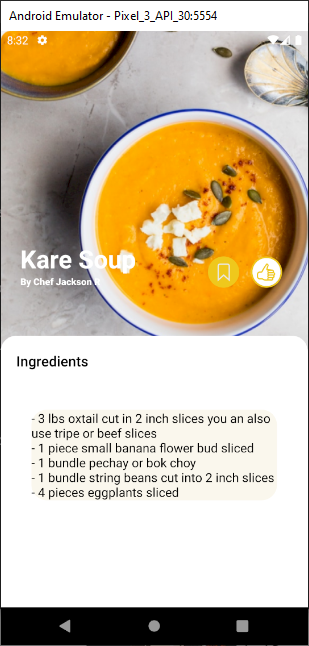 Android Emulator - Pixel_3_API_30:5554
8:32
Kare Soup
By Chef Jackson R
Ingredients
- 3 lbs oxtail cut in 2 inch slices you an also
use tripe or beef slices
- 1 piece small banana flower bud sliced
- 1 bundle pechay or bok choy
- 1 bundle string beans cut into 2 inch slices
- 4 pieces eggplants sliced